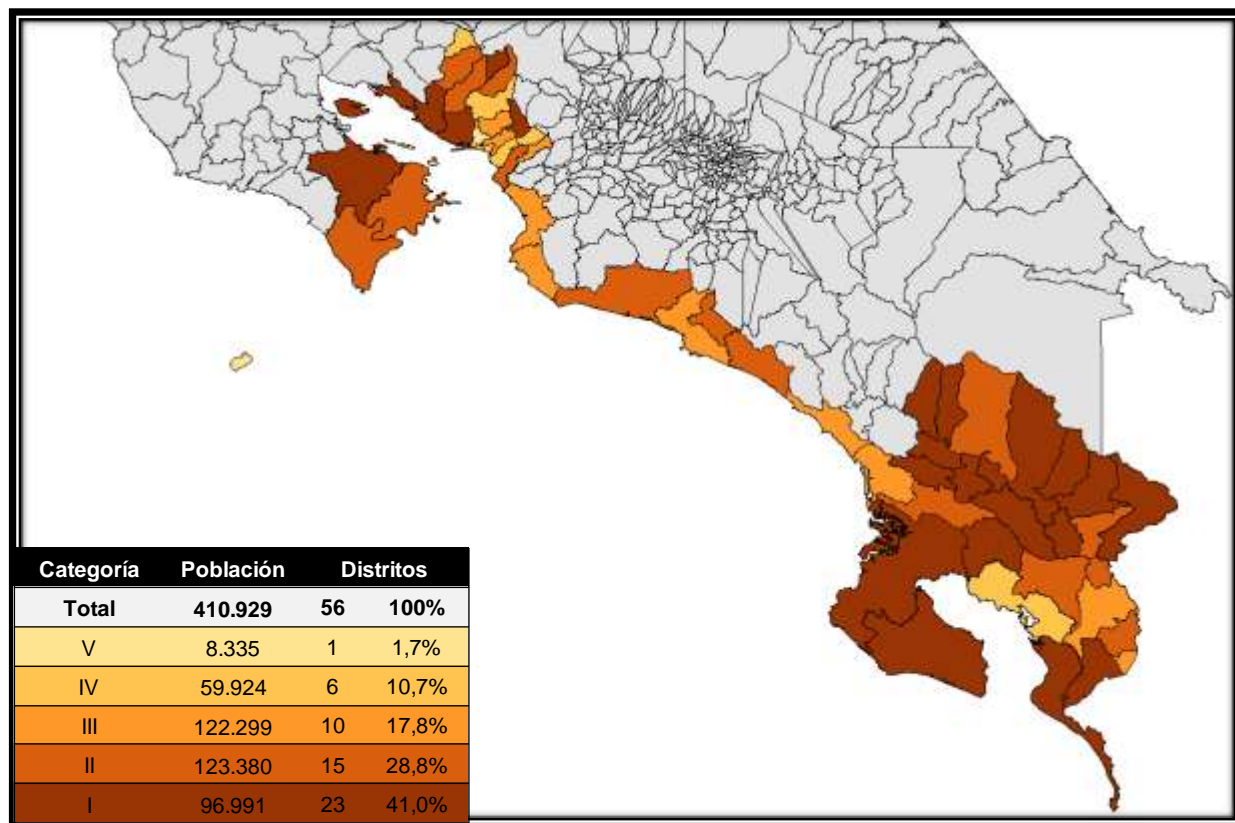 Categoría Población Distritos
Total 410.929 56 100%
V 8.335 1 1,7%
IV 59.924 6 10,7%
III 122.299 10 17,8%
II 123.380 15 28,8%
I 96.991 23 41,0%